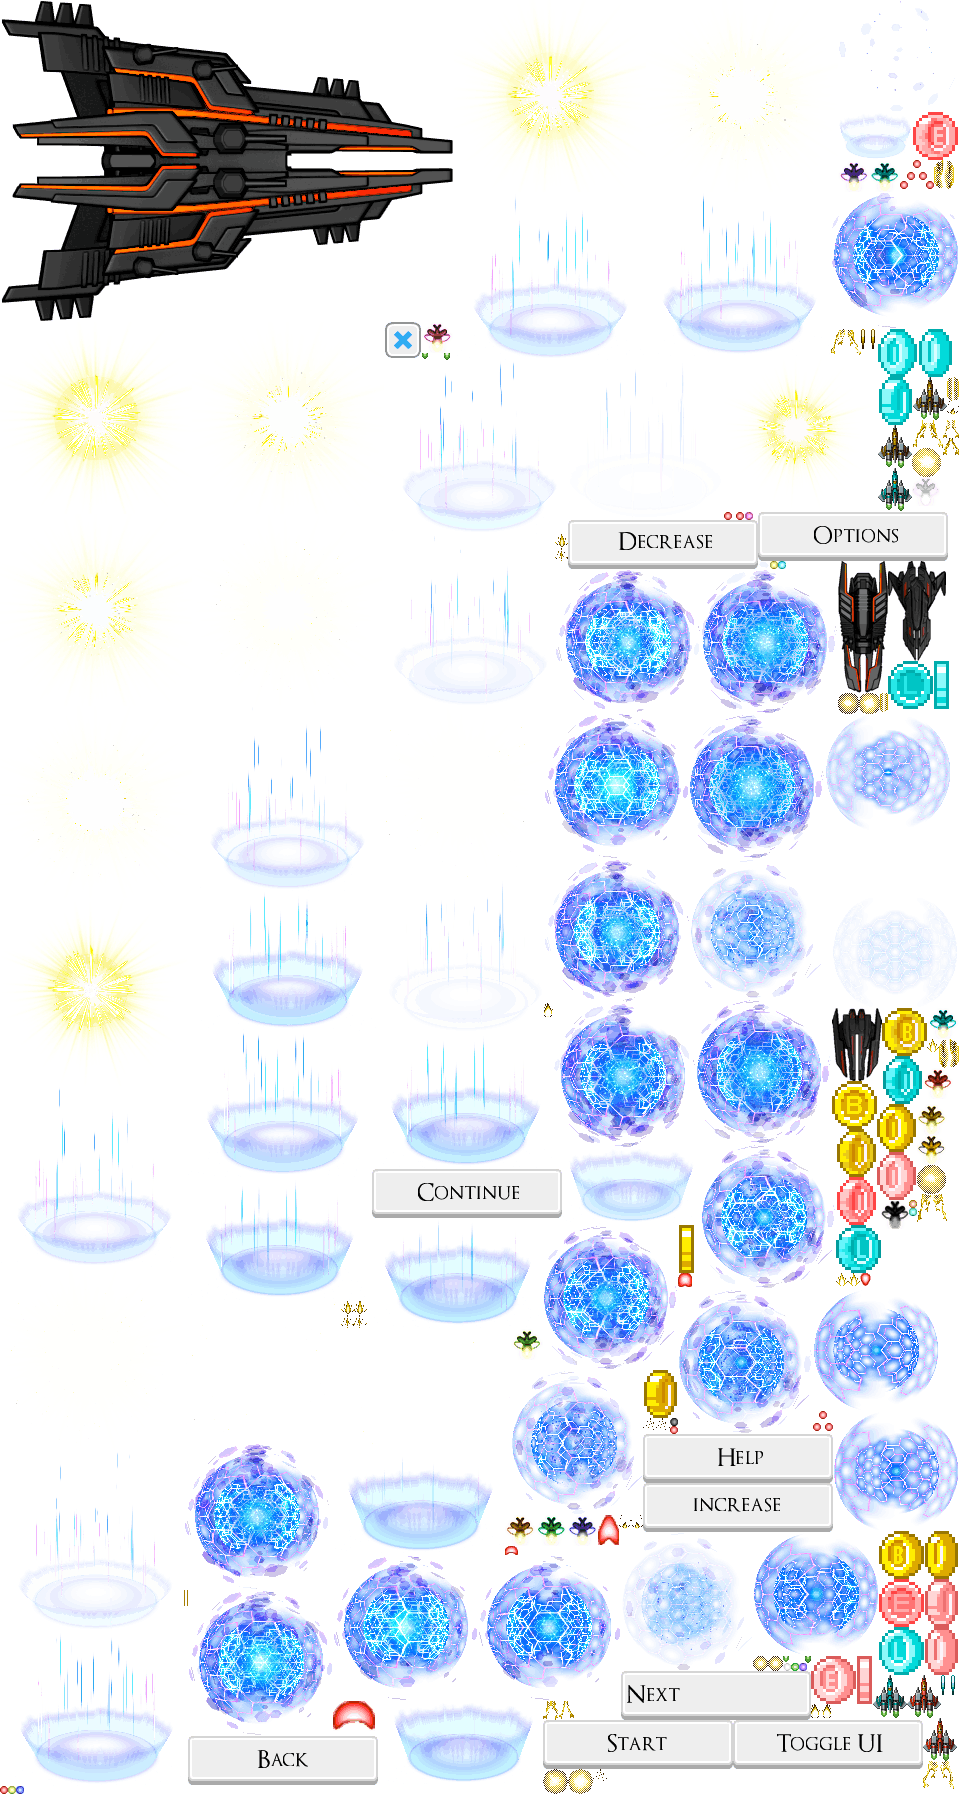 DECREASE
OPTIONS
CONTINUE
HELP
INCREASE
NEXT
START
TOGGLE UI
BACK